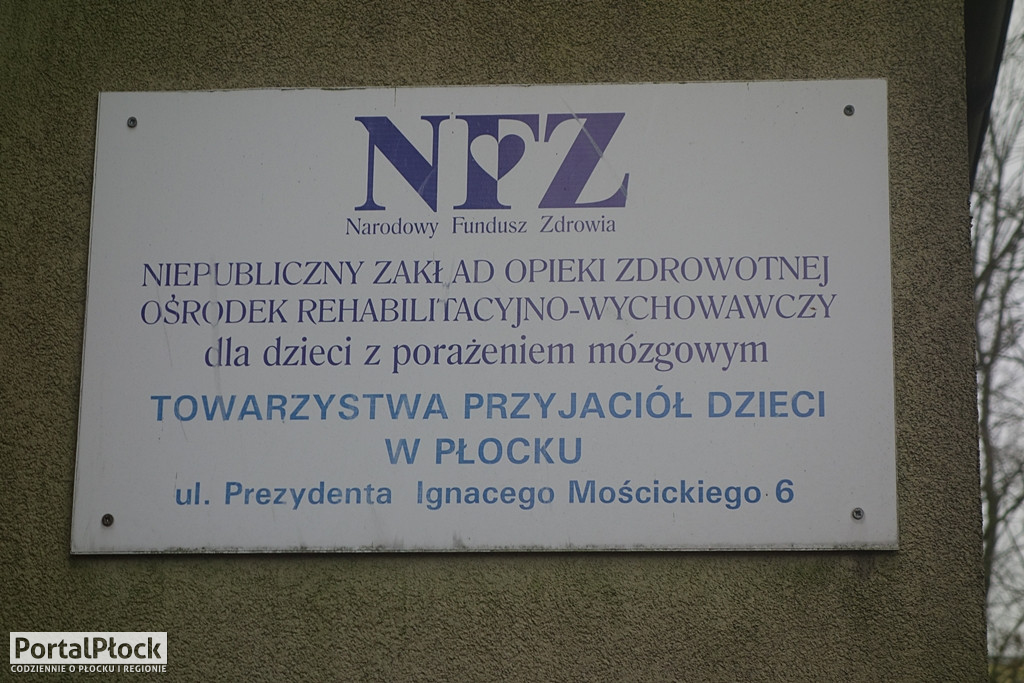 NFZ
Narodowy Fundusz Zdrowia
NIEPUBLICZNY ZAKŁAD OPIEKI ZDROWOTNEJ
OŚRODEK REHABILITACYJNO-WYCHOWAWCZY
dla dzieci z porażeniem mózgowym
TOWARZYSTWA PRZYJACIÓŁ DZIECI
W PŁOCKU
ul. Prezydenta Ignacego Mościckiego 6
PortalPłock
CODZIENNIE O PŁOCKU I REGIONIE